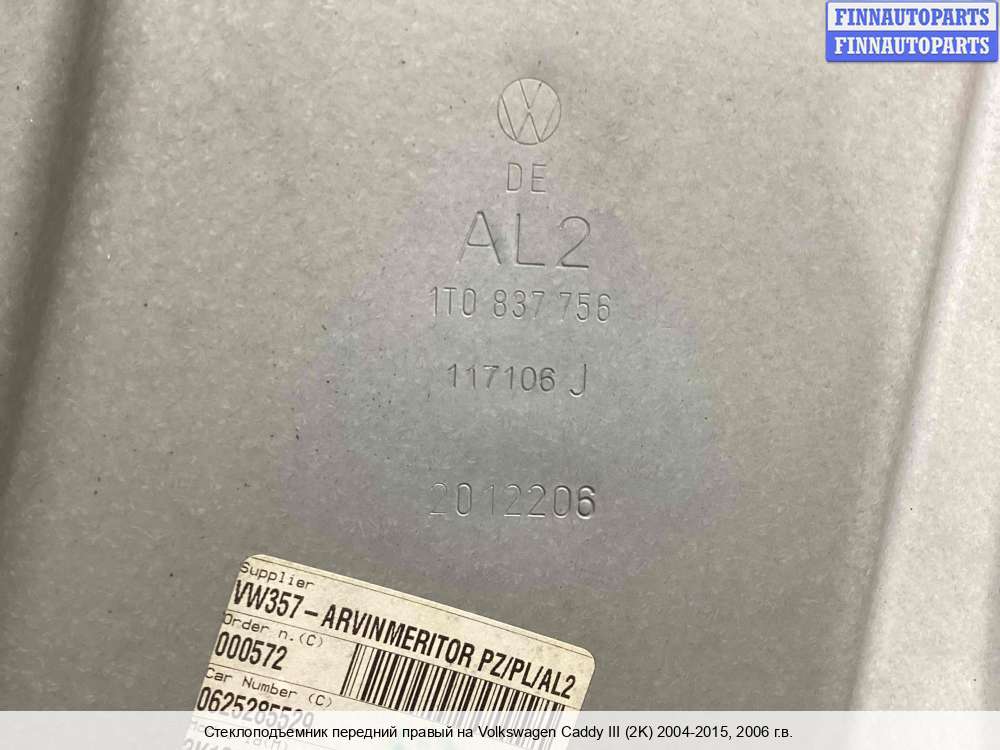 FINNAUTOPARTS
FINNAUTOPARTS
DE
AL2
1T0 837 756
117106 J
2012206
Supplier
VW357-ARVINMERITOR PZ/PL/AL2
Order n.(C)
000572
Car Number (C)
0625285529
Стеклоподъемник передний правый на Volkswagen Caddy III (2K) 2004-2015, 2006 г.в.